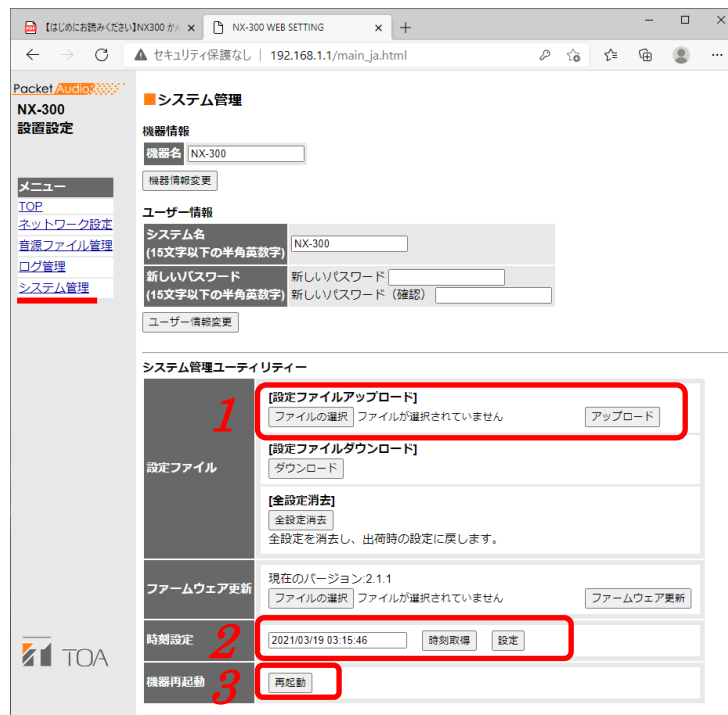 【はじめにお読みください】NX300 かん
NX-300 WEB SETTING
セキュリティ保護なし | 192.168.1.1/main_ja.html
Packet Audio
NX-300
設置設定
メニュー
TOP
ネットワーク設定
音源ファイル管理
ログ管理
システム管理
TOA
■システム管理
機器情報
機器名 NX-300
機器情報変更
ユーザー情報
システム名
(15文字以下の半角英数字) NX-300
新しいパスワード
(15文字以下の半角英数字)
新しいパスワード
新しいパスワード（確認）
ユーザー情報変更
システム管理ユーティリティー
1
設定ファイル
[設定ファイルアップロード]
ファイルの選択 ファイルが選択されていません アップロード
[設定ファイルダウンロード]
ダウンロード
[全設定消去]
全設定消去
全設定を消去し、出荷時の設定に戻します。
ファームウェア更新
現在のバージョン:2.1.1
ファイルの選択 ファイルが選択されていません ファームウェア更新
時刻設定 2 2021/03/19 03:15:46 時刻取得 設定
機器再起動 3 再起動